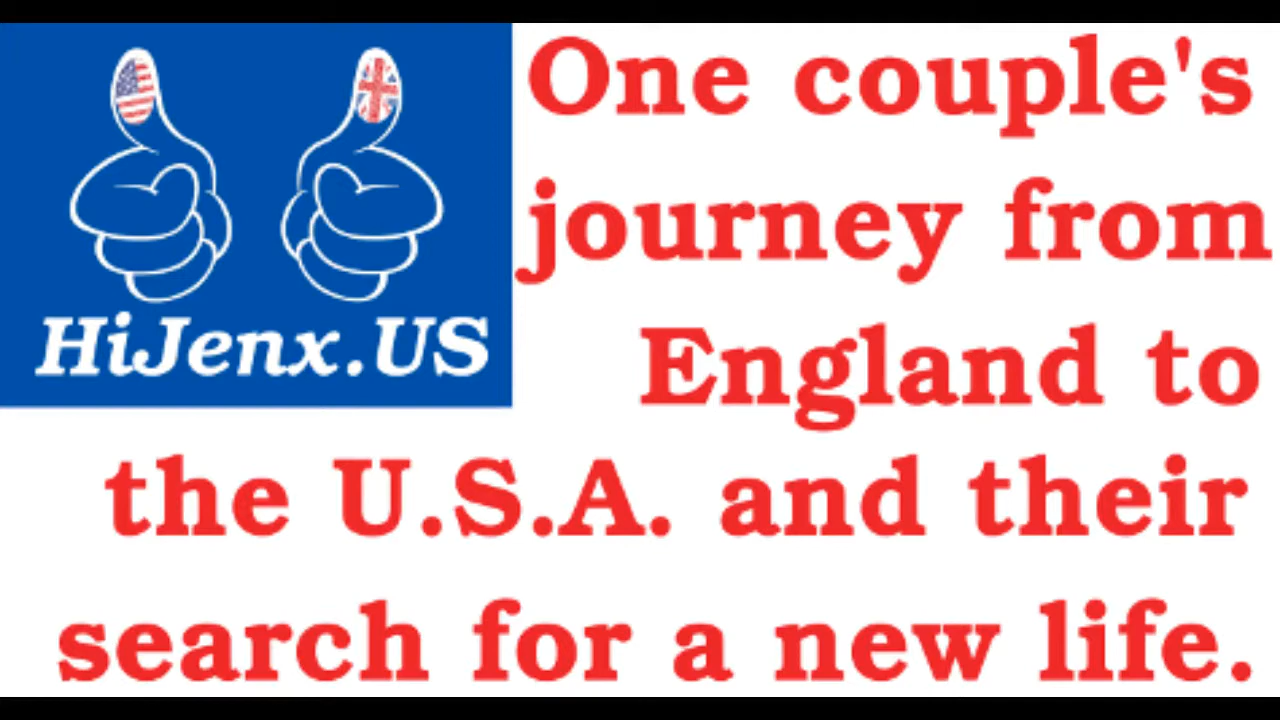 One couple's
journey from
HiJenx.US
England to
the U.S.A. and their
search for a new life.